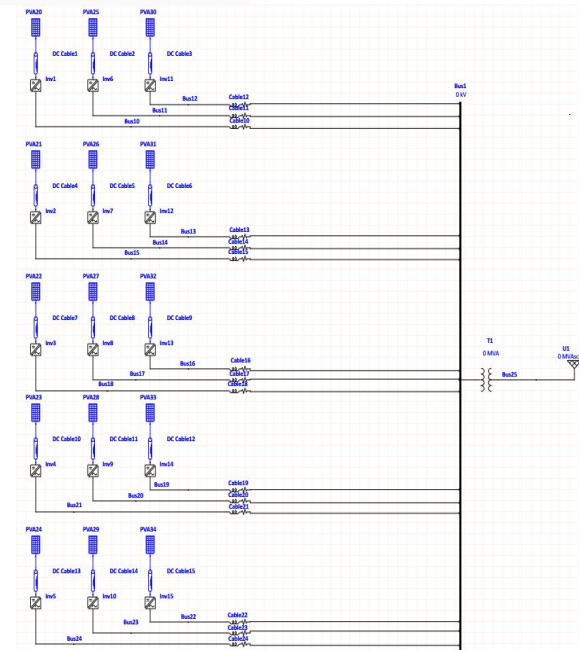 PVA20 PVA25 PVA30
DC Cable1 DC Cable2 DC Cable3
Inv1 Inv6 Inv11
Bus1
0 kV
Bus12 Cable12
Bus11 Cable11
Bus10 Cable10
PVA21 PVA26 PVA31
DC Cable4 DC Cable5 DC Cable6
Inv2 Inv7 Inv12
Bus13 Cable13
Bus14 Cable14
Bus15 Cable15
PVA22 PVA27 PVA32
DC Cable7 DC Cable8 DC Cable9
Inv3 Inv8 Inv13
T1
0 MVA
U1
0 MVAsc
Bus16 Cable16
Bus17 Cable17 Bus25
Bus18 Cable18
PVA23 PVA28 PVA33
DC Cable10 DC Cable11 DC Cable12
Inv4 Inv9 Inv14
Bus19 Cable19
Bus20 Cable20
Bus21 Cable21
PVA24 PVA29 PVA34
DC Cable13 DC Cable14 DC Cable15
Inv5 Inv10 Inv15
Bus22 Cable22
Bus23 Cable23
Bus24 Cable24